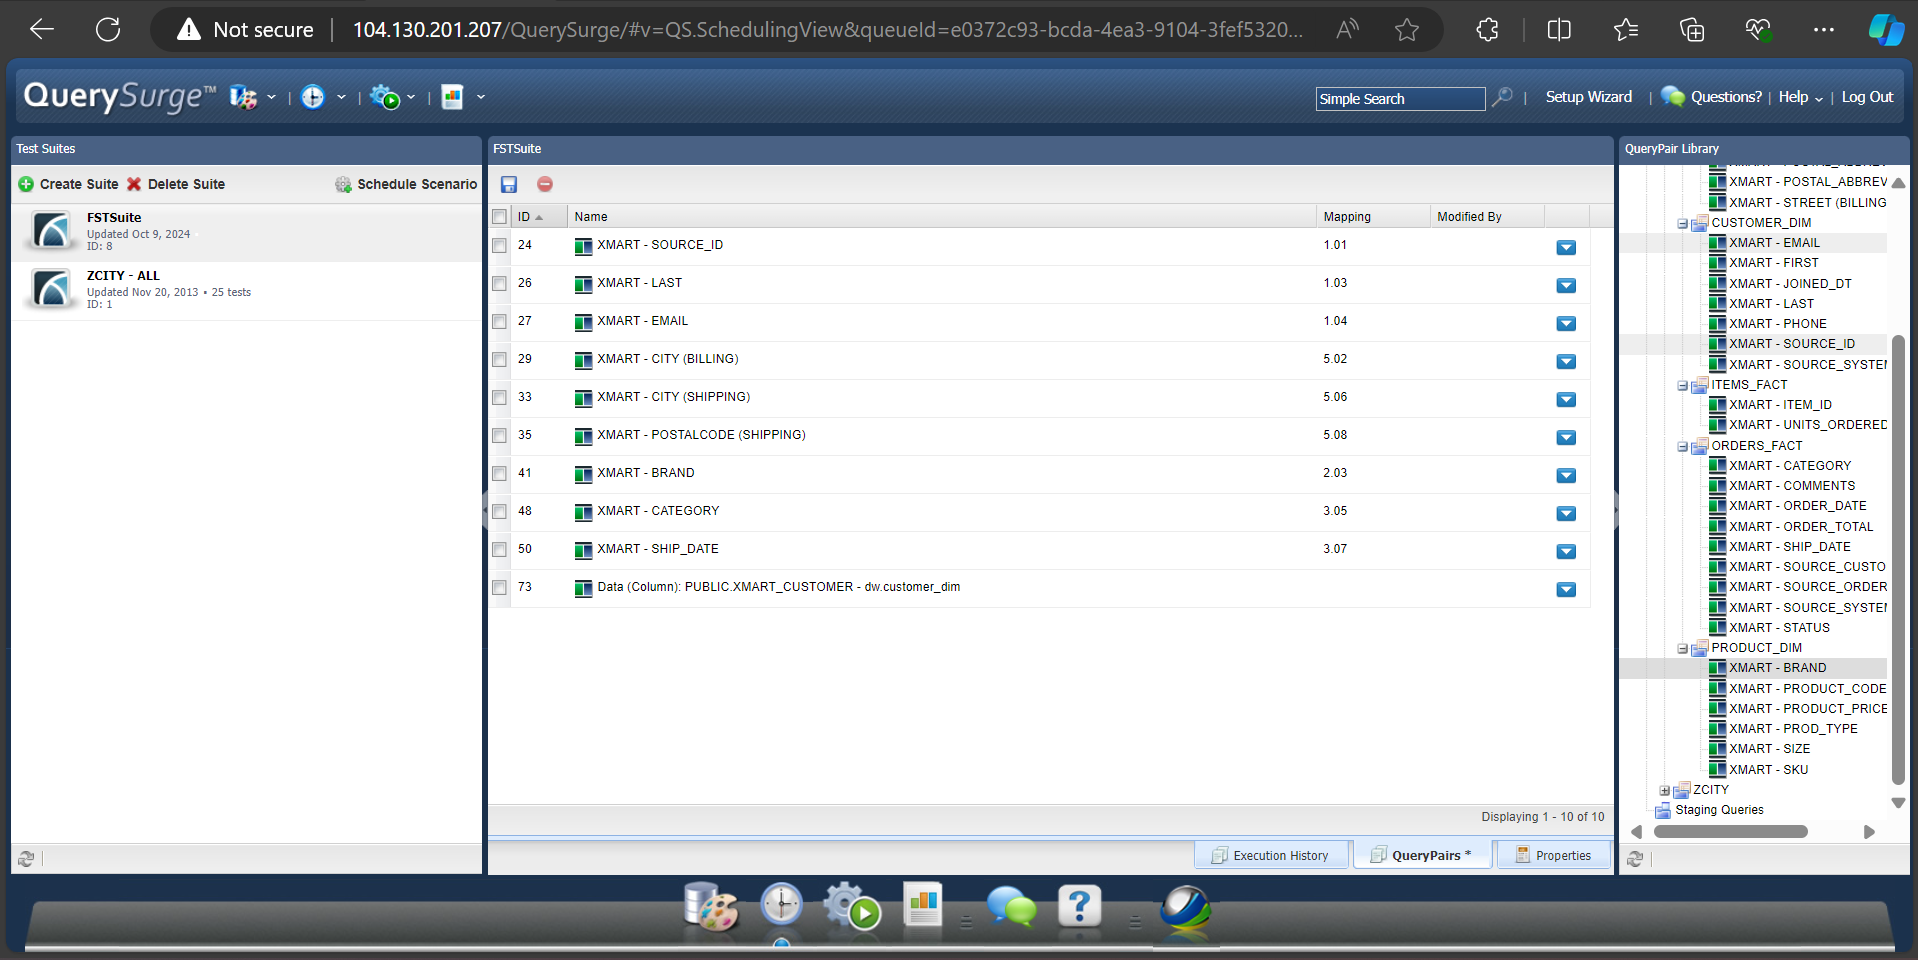 Not secure
104.130.201.207/QuerySurge/#v=QS.SchedulingView&queueId=e0372c93-bcda-4ea3-9104-3fef5320...
QuerySurge™
Simple Search
Setup Wizard
Questions?
Help
Log Out
Test Suites
Create Suite
Delete Suite
Schedule Scenario
FSTSuite
Updated Oct 9, 2024
ID: 8
ZCITY - ALL
Updated Nov 20, 2013 • 25 tests
ID: 1
FSTSuite
ID Name Mapping Modified By
24 XMART - SOURCE_ID 1.01
26 XMART - LAST 1.03
27 XMART - EMAIL 1.04
29 XMART - CITY (BILLING) 5.02
33 XMART - CITY (SHIPPING) 5.06
35 XMART - POSTALCODE (SHIPPING) 5.08
41 XMART - BRAND 2.03
48 XMART - CATEGORY 3.05
50 XMART - SHIP_DATE 3.07
73 Data (Column): PUBLIC.XMART_CUSTOMER - dw.customer_dim
Displaying 1 - 10 of 10
Execution History
QueryPairs *
Properties
QueryPair Library
XMART - POSTAL_ABBREV
XMART - STREET (BILLING
CUSTOMER_DIM
XMART - EMAIL
XMART - FIRST
XMART - JOINED_DT
XMART - LAST
XMART - PHONE
XMART - SOURCE_ID
XMART - SOURCE_SYSTE
ITEMS_FACT
XMART - ITEM_ID
XMART - UNITS_ORDERED
ORDERS_FACT
XMART - CATEGORY
XMART - COMMENTS
XMART - ORDER_DATE
XMART - ORDER_TOTAL
XMART - SHIP_DATE
XMART - SOURCE_CUSTO
XMART - SOURCE_ORDER
XMART - SOURCE_SYSTE
XMART - STATUS
PRODUCT_DIM
XMART - BRAND
XMART - PRODUCT_CODE
XMART - PRODUCT_PRICE
XMART - PROD_TYPE
XMART - SIZE
XMART - SKU
ZCITY
Staging Queries